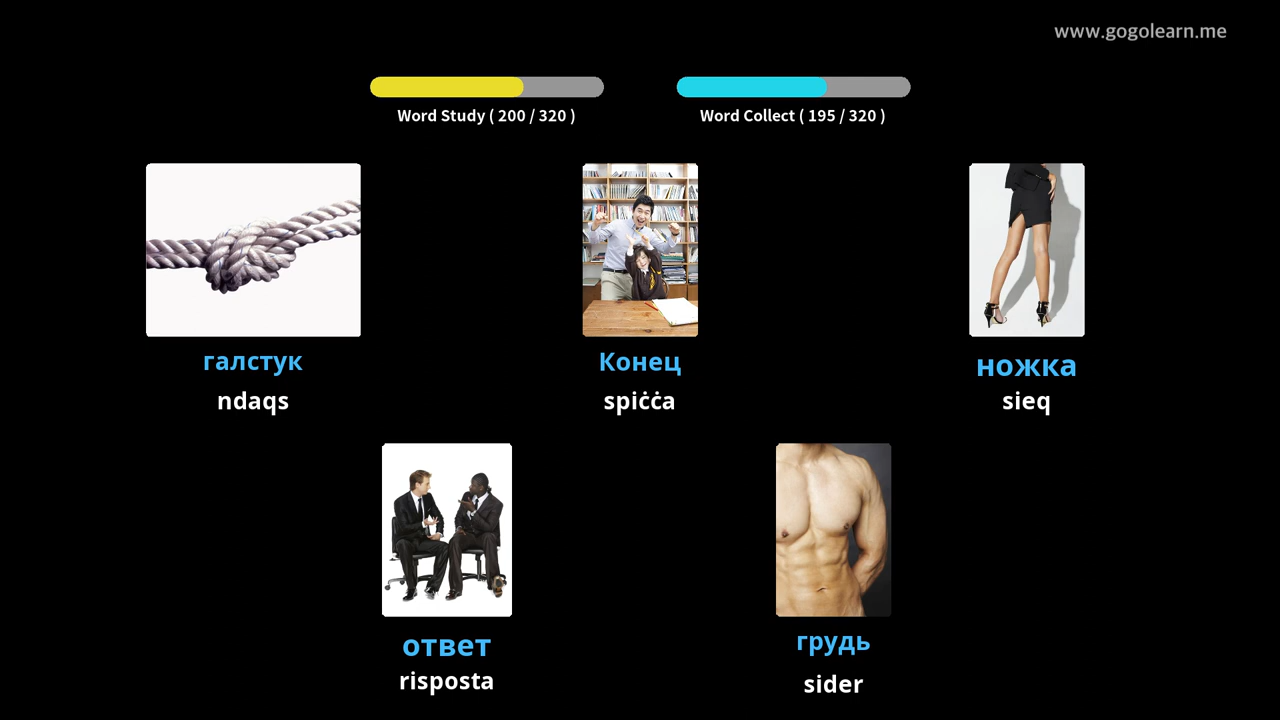 www.gogolearn.me
Word Study ( 200 / 320 )
Word Collect ( 195 / 320 )
галстук
ndaqs
Конец
spiċċa
ножка
sieq
ответ
risposta
грудь
sider